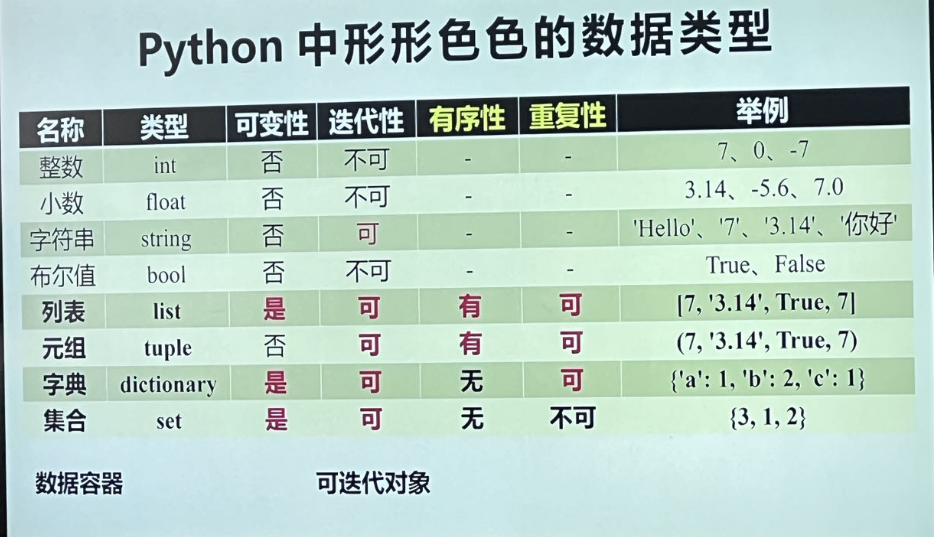 Python 中形形色色的数据类型
名称 类型 可变性 迭代性 有序性 重复性 举例
整数 int 否 不可 - - 7、0、-7
小数 float 否 不可 - - 3.14、-5.6、7.0
字符串 string 否 可 - - 'Hello'、'7'、'3.14'、'你好'
布尔值 bool 否 不可 - - True、False
列表 list 是 可 有 可 [7, '3.14', True, 7]
元组 tuple 否 可 有 可 (7, '3.14', True, 7)
字典 dictionary 是 可 无 可 {'a': 1, 'b': 2, 'c': 1}
集合 set 是 可 无 不可 {3, 1, 2}
数据容器 可迭代对象